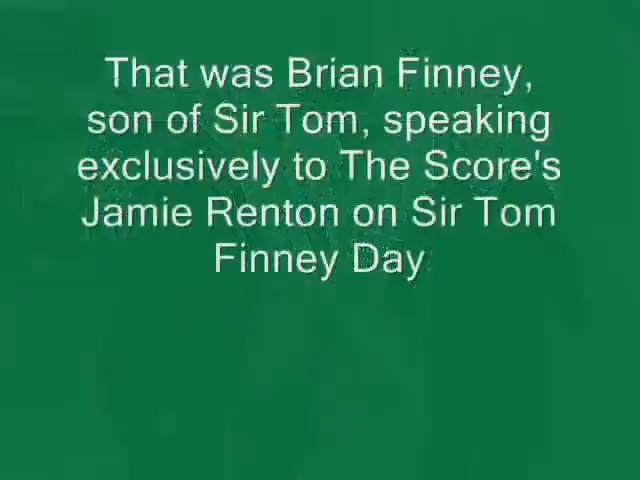 That was Brian Finney,
son of Sir Tom, speaking
exclusively to The Score's
Jamie Renton on Sir Tom
Finney Day